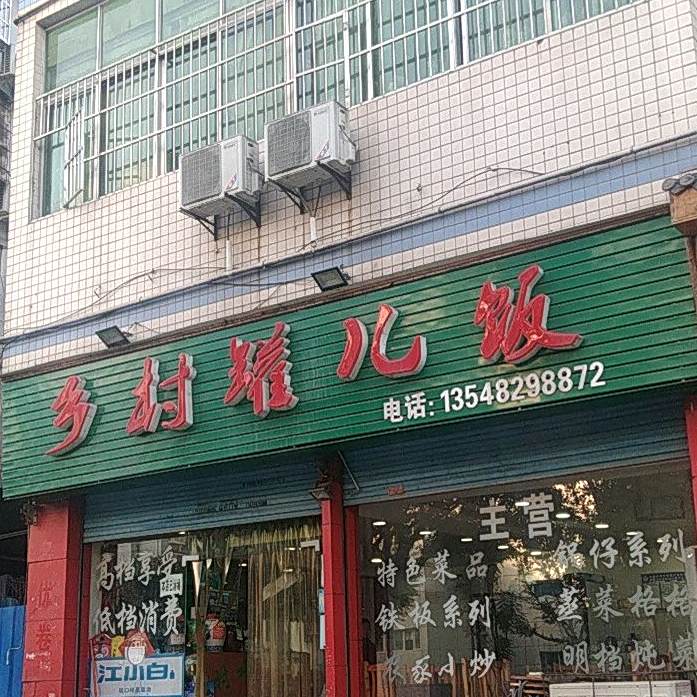 乡村罐儿饭
电话: 13548298872
主营
特色菜品
铁板系列
农家小炒
锅仔系列
蒸菜格格
明档炖菜
高档享受
低档消费
江小白